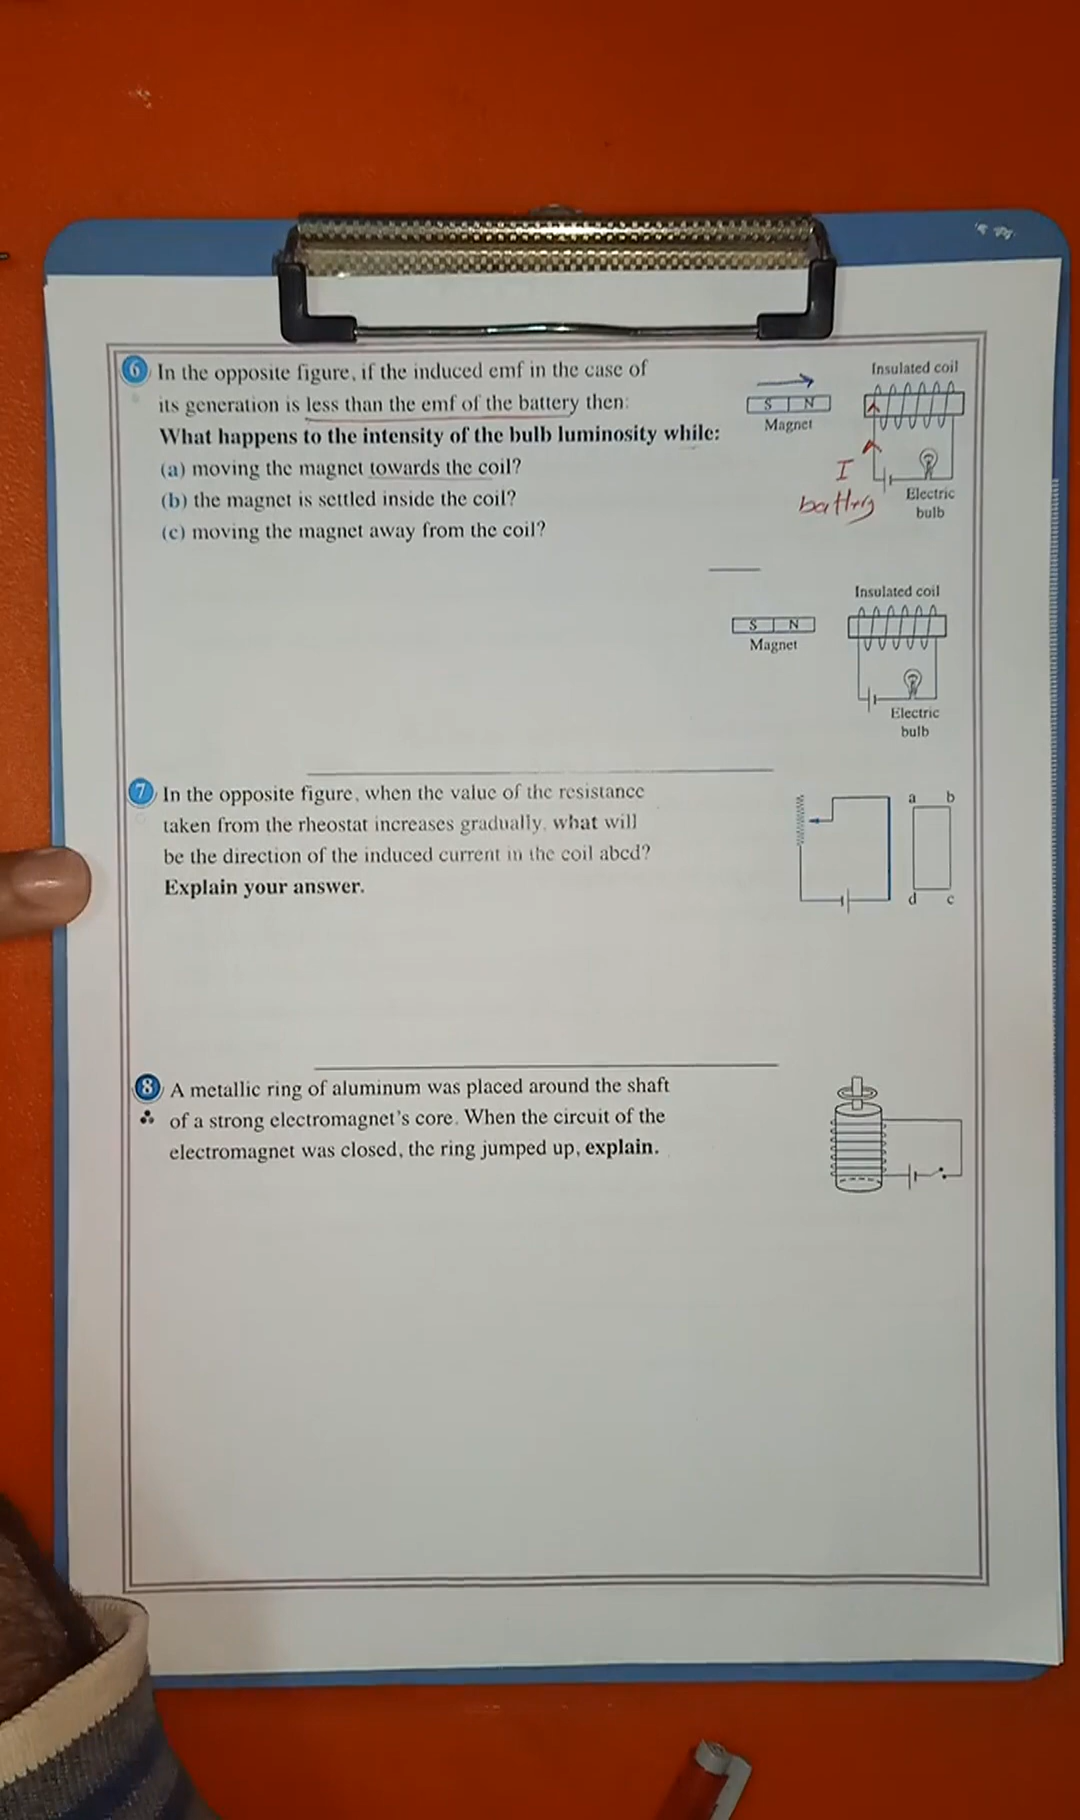 6 In the opposite figure, if the induced emf in the case of
its generation is less than the emf of the battery then:
What happens to the intensity of the bulb luminosity while:
(a) moving the magnet towards the coil?
(b) the magnet is settled inside the coil?
(c) moving the magnet away from the coil?
Insulated coil
S N
Magnet
I
battry
Electric
bulb
Insulated coil
S N
Magnet
Electric
bulb
7 In the opposite figure, when the value of the resistance
taken from the rheostat increases gradually, what will
be the direction of the induced current in the coil abcd?
Explain your answer.
a b
d c
8 A metallic ring of aluminum was placed around the shaft
of a strong electromagnet's core. When the circuit of the
electromagnet was closed, the ring jumped up, explain.